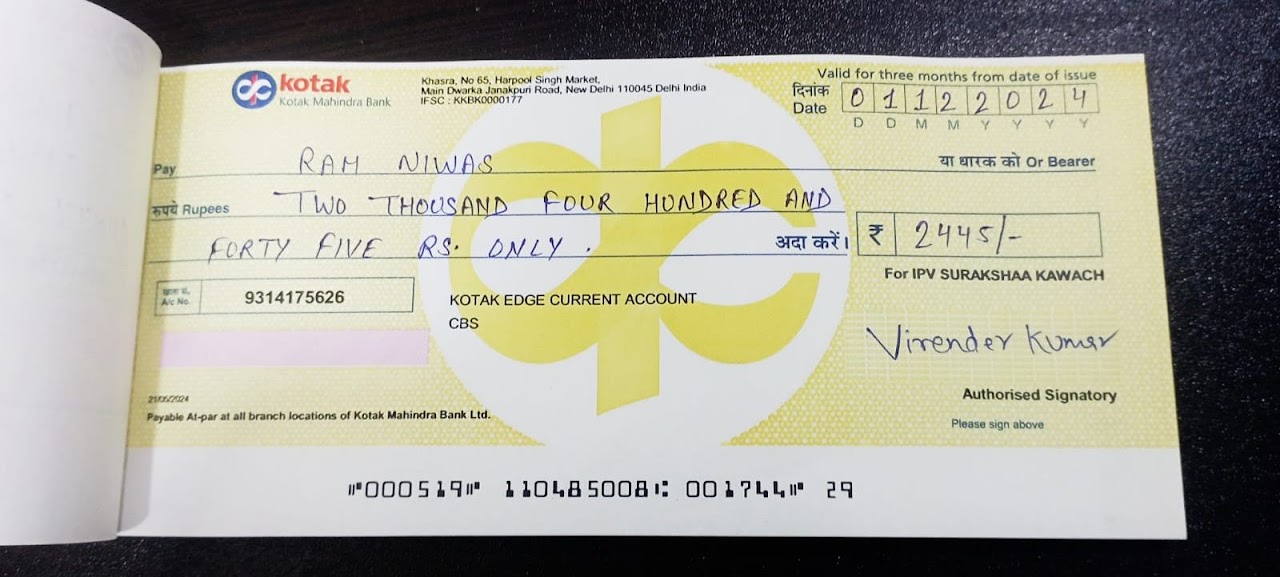 kotak
Kotak Mahindra Bank
Khasra, No 65, Harpool Singh Market,
Main Dwarka Janakpuri Road, New Delhi 110045 Delhi India
IFSC : KKBK0000177
Valid for three months from date of issue
दिनांक
Date 0 1 1 2 2 0 2 4
D D M M Y Y Y Y
Pay RAM NIWAS या धारक को Or Bearer
रुपये Rupees TWO THOUSAND FOUR HUNDRED AND
FORTY FIVE RS. ONLY . अदा करें। ₹ 2445/-
For IPV SURAKSHAA KAWACH
खाता सं.
A/c No. 9314175626
KOTAK EDGE CURRENT ACCOUNT
CBS
Virender Kumar
Authorised Signatory
Please sign above
Payable At-par at all branch locations of Kotak Mahindra Bank Ltd.
⑈000519⑈ 110485008⑆ 001744⑈ 29